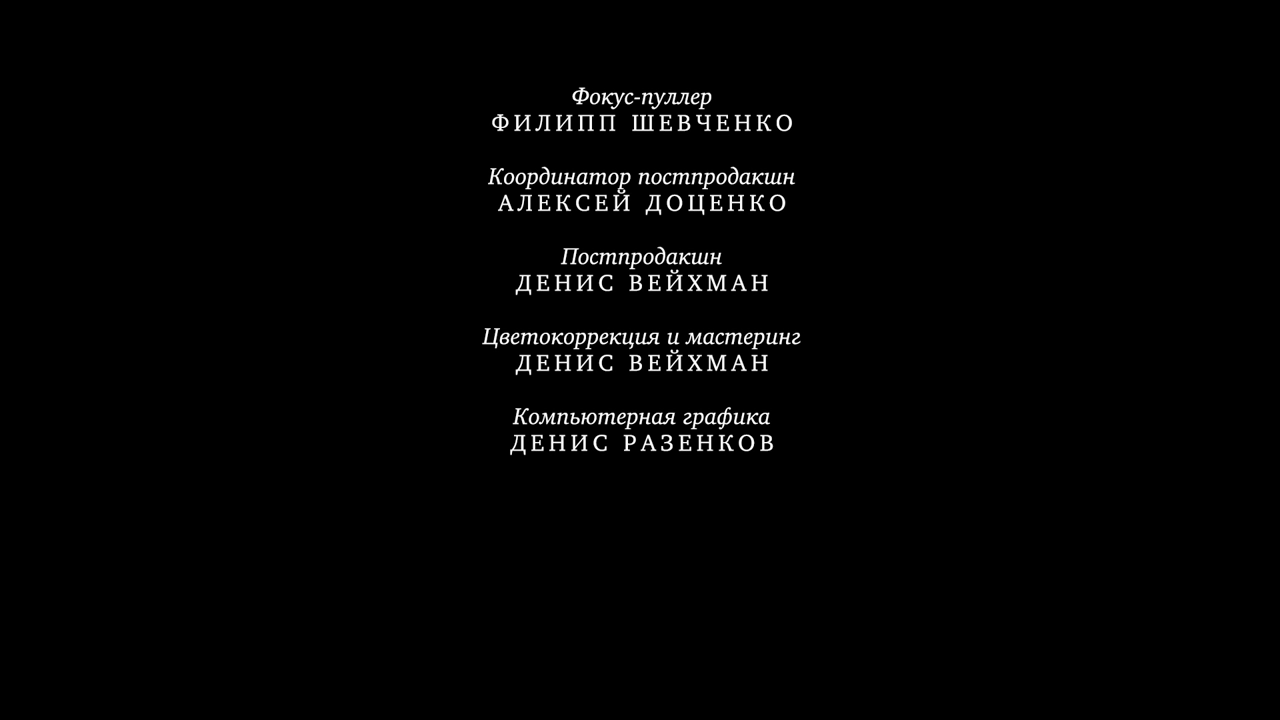 Фокус-пуллер
ФИЛИПП ШЕВЧЕНКО
Координатор постпродакшн
АЛЕКСЕЙ ДОЦЕНКО
Постпродакшн
ДЕНИС ВЕЙХМАН
Цветокоррекция и мастеринг
ДЕНИС ВЕЙХМАН
Компьютерная графика
ДЕНИС РАЗЕНКОВ